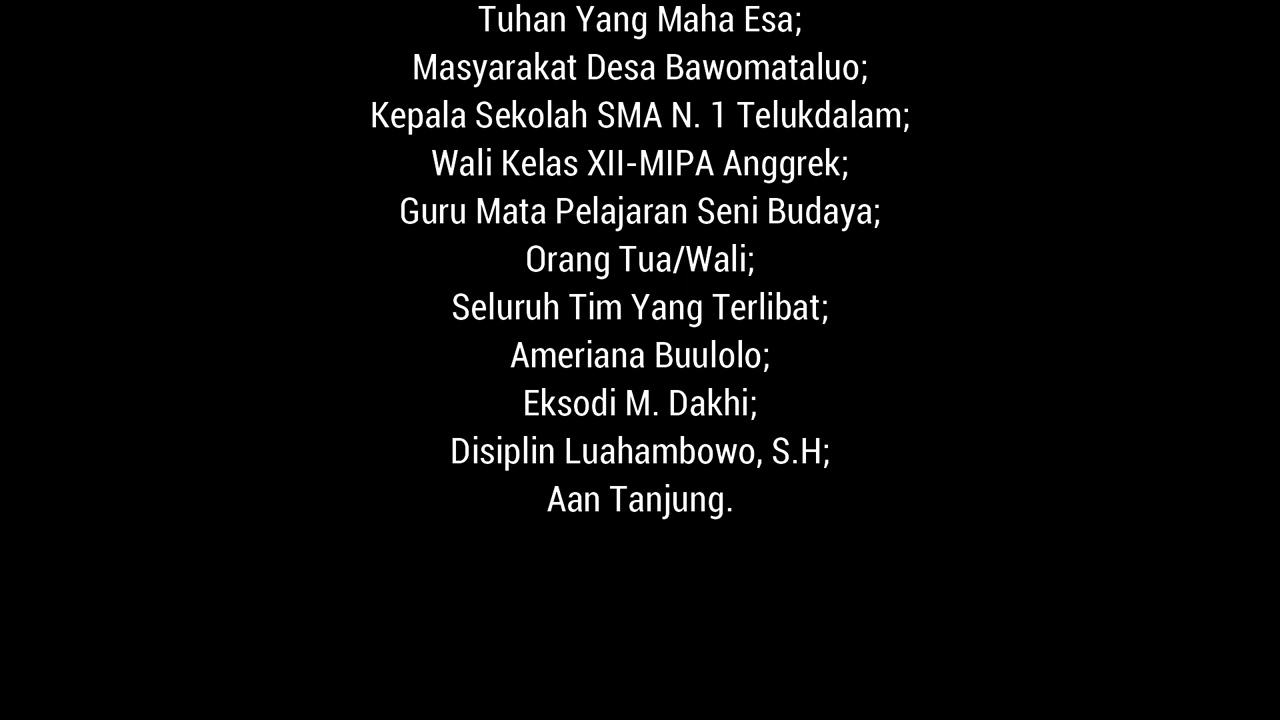 Tuhan Yang Maha Esa;
Masyarakat Desa Bawomataluo;
Kepala Sekolah SMA N. 1 Telukdalam;
Wali Kelas XII-MIPA Anggrek;
Guru Mata Pelajaran Seni Budaya;
Orang Tua/Wali;
Seluruh Tim Yang Terlibat;
Ameriana Buulolo;
Eksodi M. Dakhi;
Disiplin Luahambowo, S.H;
Aan Tanjung.